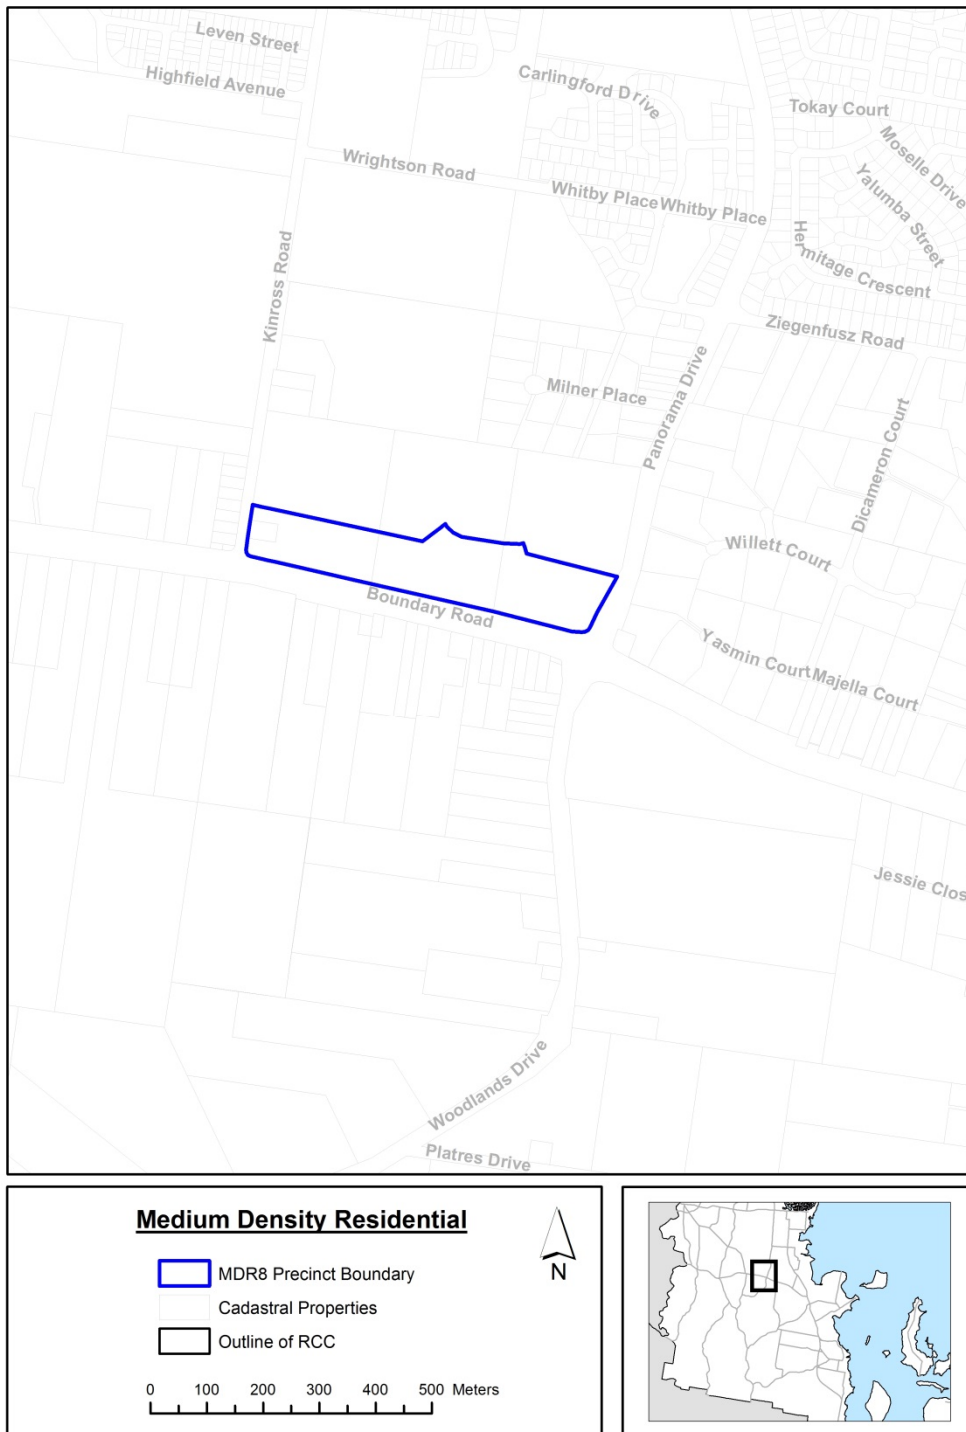 Leven Street
Highfield Avenue
Carlingford Drive
Tokay Court
Moselle Drive
Yalumba Street
Wrightson Road
Whitby Place
Whitby Place
Hermitage Crescent
Kinross Road
Ziegenfusz Road
Milner Place
Panorama Drive
Dicameron Court
Willett Court
Boundary Road
Yasmin Court
Majella Court
Jessie Clos
Woodlands Drive
Platres Drive
Medium Density Residential
MDR8 Precinct Boundary
Cadastral Properties
Outline of RCC
N
0 100 200 300 400 500 Meters